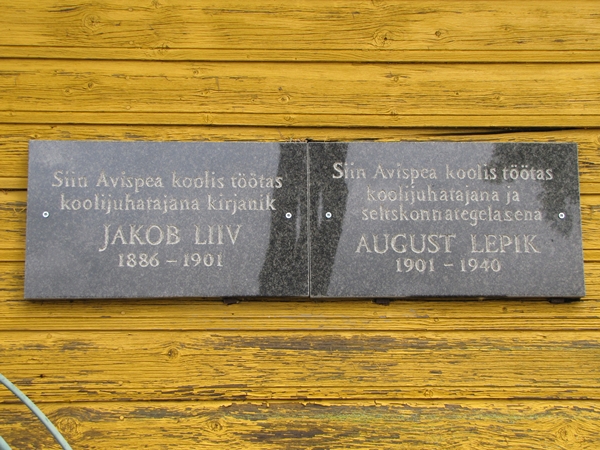 Siin Avispea koolis töötas
koolijuhatajana kirjanik
JAKOB LIIV
1886 – 1901
Siin Avispea koolis töötas
koolijuhatajana ja
seltskonnategelasena
AUGUST LEPIK
1901 – 1940